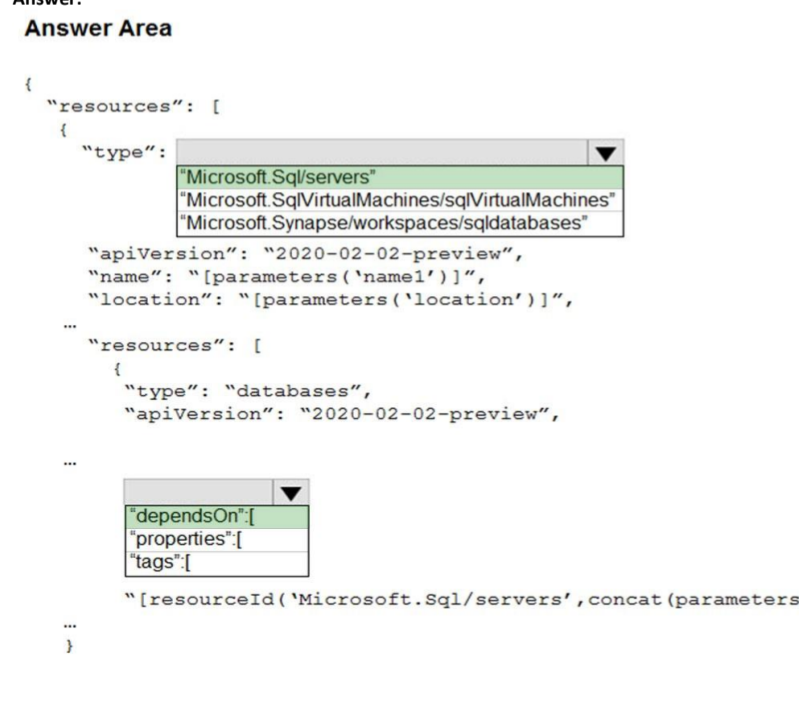 Answer:
Answer Area
{
"resources": [
{
"type":
"Microsoft.Sql/servers"
"Microsoft.SqlVirtualMachines/sqlVirtualMachines"
"Microsoft.Synapse/workspaces/sqldatabases"
"apiVersion": "2020-02-02-preview",
"name": "[parameters('name1')]",
"location": "[parameters('location')]",
…
"resources": [
{
"type": "databases",
"apiVersion": "2020-02-02-preview",
…
"dependsOn":[
"properties":[
"tags":[
"[resourceId('Microsoft.Sql/servers',concat(parameters
…
}